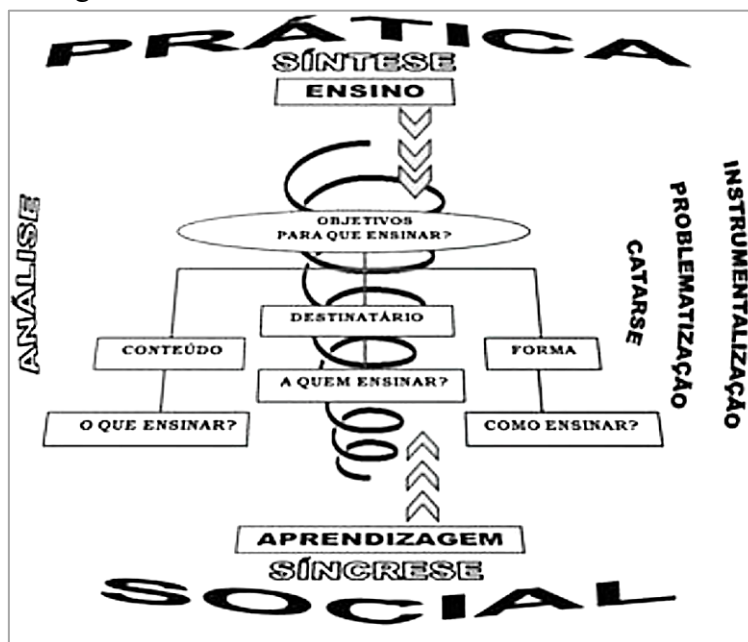 PRÁTICA
SÍNTESE
ENSINO
OBJETIVOS
PARA QUE ENSINAR?
ANÁLISE
INSTRUMENTALIZAÇÃO
PROBLEMATIZAÇÃO
CATARSE
DESTINATÁRIO
CONTEÚDO
FORMA
A QUEM ENSINAR?
O QUE ENSINAR?
COMO ENSINAR?
APRENDIZAGEM
SÍNCRESE
SOCIAL